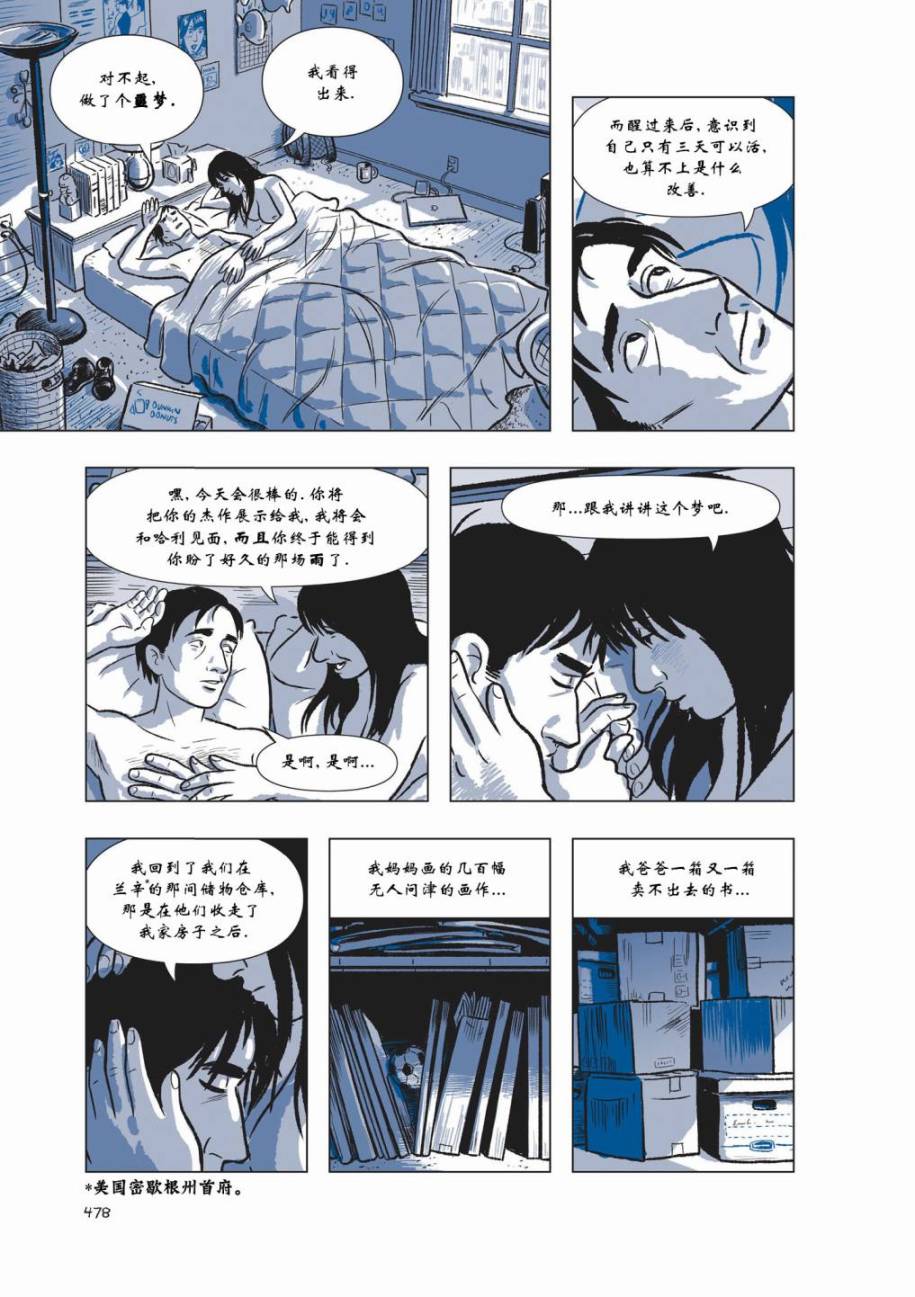 对不起,
做了个噩梦.
我看得
出来.
DUNKIN
DONUTS
而醒过来后,意识到
自己只有三天可以活,
也算不上是什么
改善.
嘿,今天会很棒的.你将
把你的杰作展示给我,我将会
和哈利见面,而且你终于能得到
你盼了好久的那场雨了.
是啊,是啊...
那...跟我讲讲这个梦吧.
我回到了我们在
兰辛*的那间储物仓库,
那是在他们收走了
我家房子之后.
我妈妈画的几百幅
无人问津的画作...
我爸爸一箱又一箱
卖不出去的书...
*美国密歇根州首府。
478